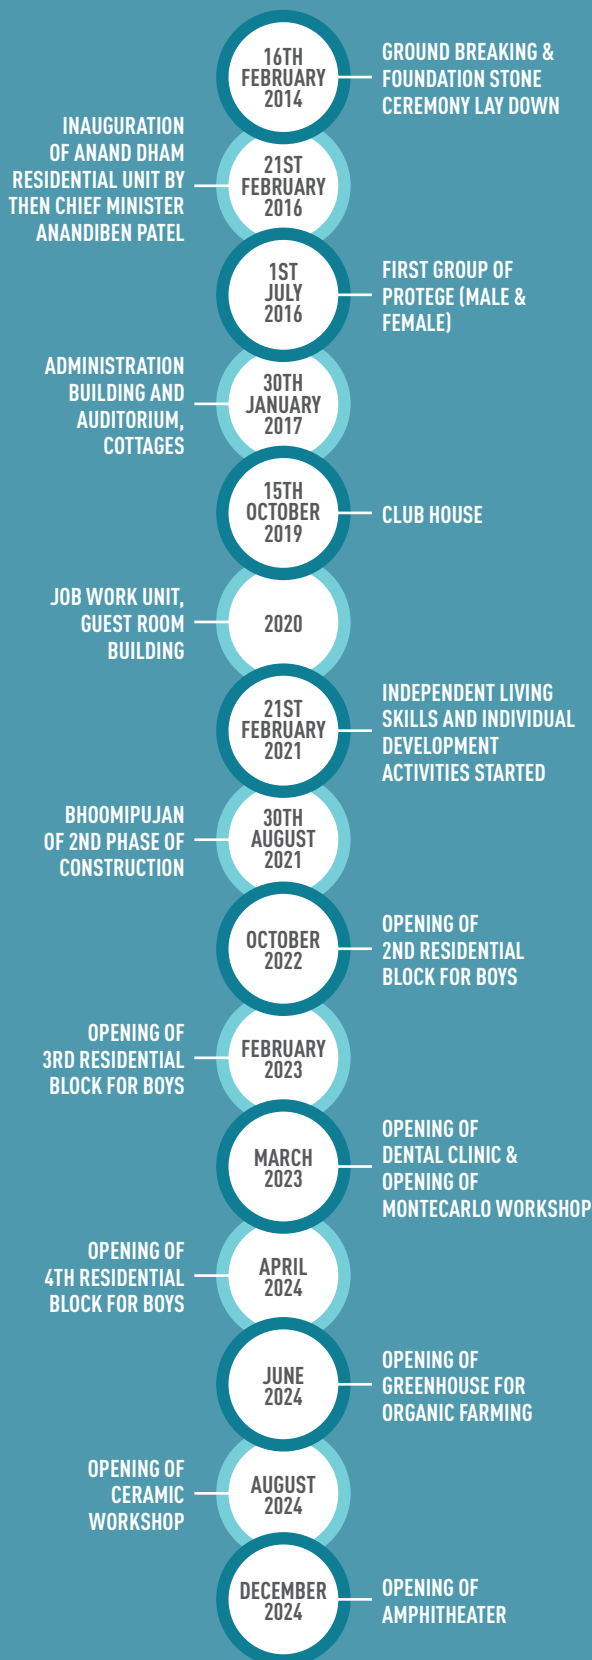 16TH
FEBRUARY
2014
GROUND BREAKING &
FOUNDATION STONE
CEREMONY LAY DOWN
INAUGURATION
OF ANAND DHAM
RESIDENTIAL UNIT BY
THEN CHIEF MINISTER
ANANDIBEN PATEL
21ST
FEBRUARY
2016
1ST
JULY
2016
FIRST GROUP OF
PROTEGE (MALE &
FEMALE)
ADMINISTRATION
BUILDING AND
AUDITORIUM,
COTTAGES
30TH
JANUARY
2017
15TH
OCTOBER
2019
CLUB HOUSE
JOB WORK UNIT,
GUEST ROOM
BUILDING
2020
21ST
FEBRUARY
2021
INDEPENDENT LIVING
SKILLS AND INDIVIDUAL
DEVELOPMENT
ACTIVITIES STARTED
BHOOMIPUJAN
OF 2ND PHASE OF
CONSTRUCTION
30TH
AUGUST
2021
OCTOBER
2022
OPENING OF
2ND RESIDENTIAL
BLOCK FOR BOYS
OPENING OF
3RD RESIDENTIAL
BLOCK FOR BOYS
FEBRUARY
2023
MARCH
2023
OPENING OF
DENTAL CLINIC &
OPENING OF
MONTECARLO WORKSHOP
OPENING OF
4TH RESIDENTIAL
BLOCK FOR BOYS
APRIL
2024
JUNE
2024
OPENING OF
GREENHOUSE FOR
ORGANIC FARMING
OPENING OF
CERAMIC
WORKSHOP
AUGUST
2024
DECEMBER
2024
OPENING OF
AMPHITHEATER